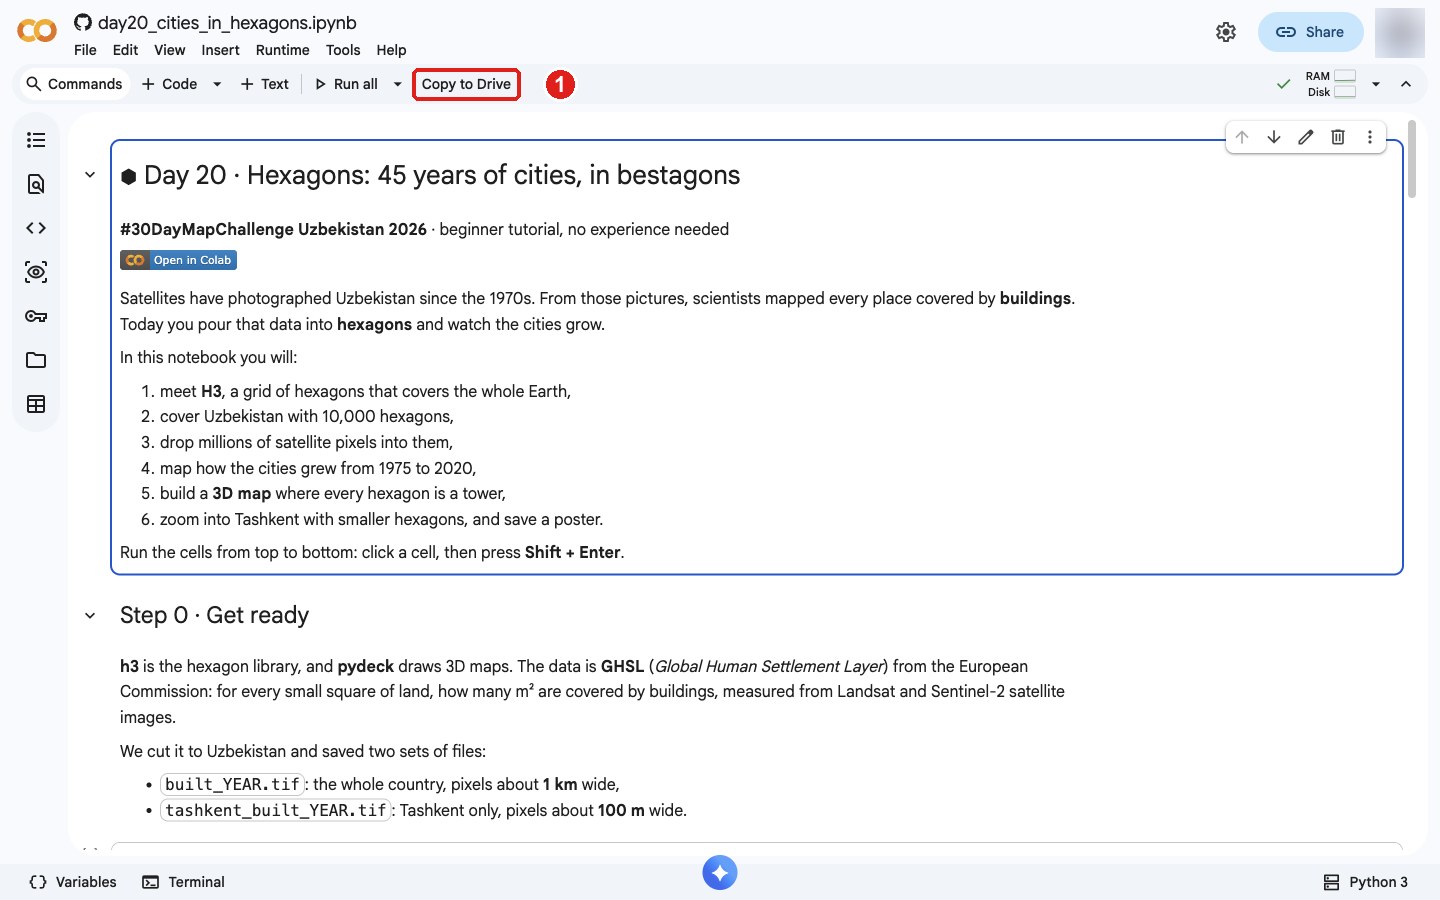 day20_cities_in_hexagons.ipynb
File Edit View Insert Runtime Tools Help
Share
Commands + Code + Text Run all Copy to Drive 1
RAM
Disk
⬢ Day 20 · Hexagons: 45 years of cities, in bestagons
#30DayMapChallenge Uzbekistan 2026 · beginner tutorial, no experience needed
Open in Colab
Satellites have photographed Uzbekistan since the 1970s. From those pictures, scientists mapped every place covered by buildings.
Today you pour that data into hexagons and watch the cities grow.
In this notebook you will:
1. meet H3, a grid of hexagons that covers the whole Earth,
2. cover Uzbekistan with 10,000 hexagons,
3. drop millions of satellite pixels into them,
4. map how the cities grew from 1975 to 2020,
5. build a 3D map where every hexagon is a tower,
6. zoom into Tashkent with smaller hexagons, and save a poster.
Run the cells from top to bottom: click a cell, then press Shift + Enter.
Step 0 · Get ready
h3 is the hexagon library, and pydeck draws 3D maps. The data is GHSL (Global Human Settlement Layer) from the European
Commission: for every small square of land, how many m² are covered by buildings, measured from Landsat and Sentinel-2 satellite
images.
We cut it to Uzbekistan and saved two sets of files:
• built_YEAR.tif: the whole country, pixels about 1 km wide,
• tashkent_built_YEAR.tif: Tashkent only, pixels about 100 m wide.
Variables Terminal Python 3